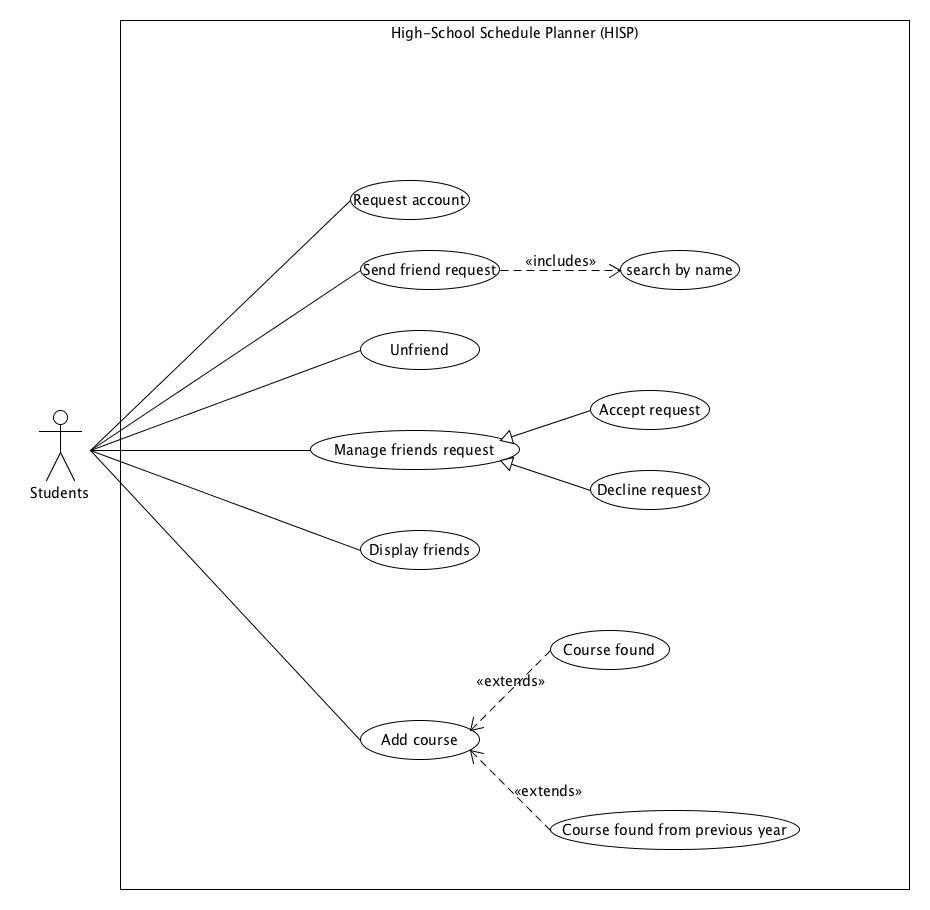 High-School Schedule Planner (HISP)
Request account
Send friend request
«includes»
search by name
Unfriend
Accept request
Manage friends request
Decline request
Students
Display friends
Course found
«extends»
Add course
«extends»
Course found from previous year